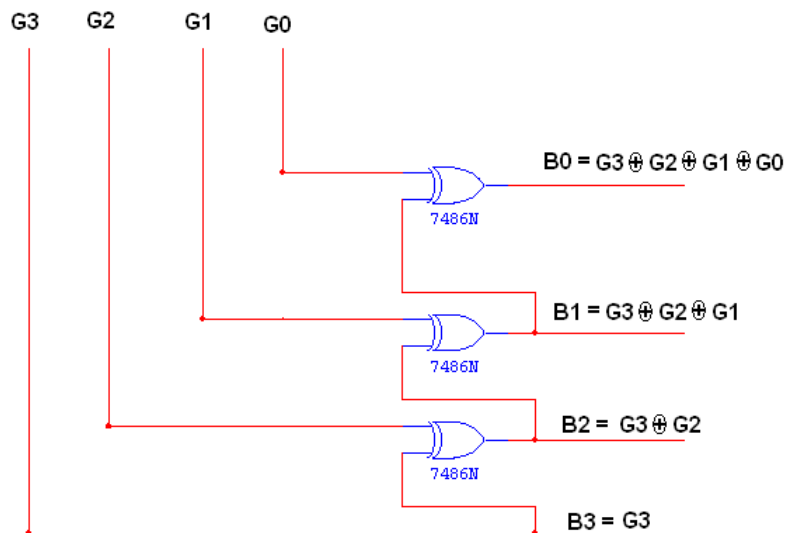 G3 G2 G1 G0
B0 = G3 ⊕ G2 ⊕ G1 ⊕ G0
7486N
B1 = G3 ⊕ G2 ⊕ G1
7486N
B2 = G3 ⊕ G2
7486N
B3 = G3